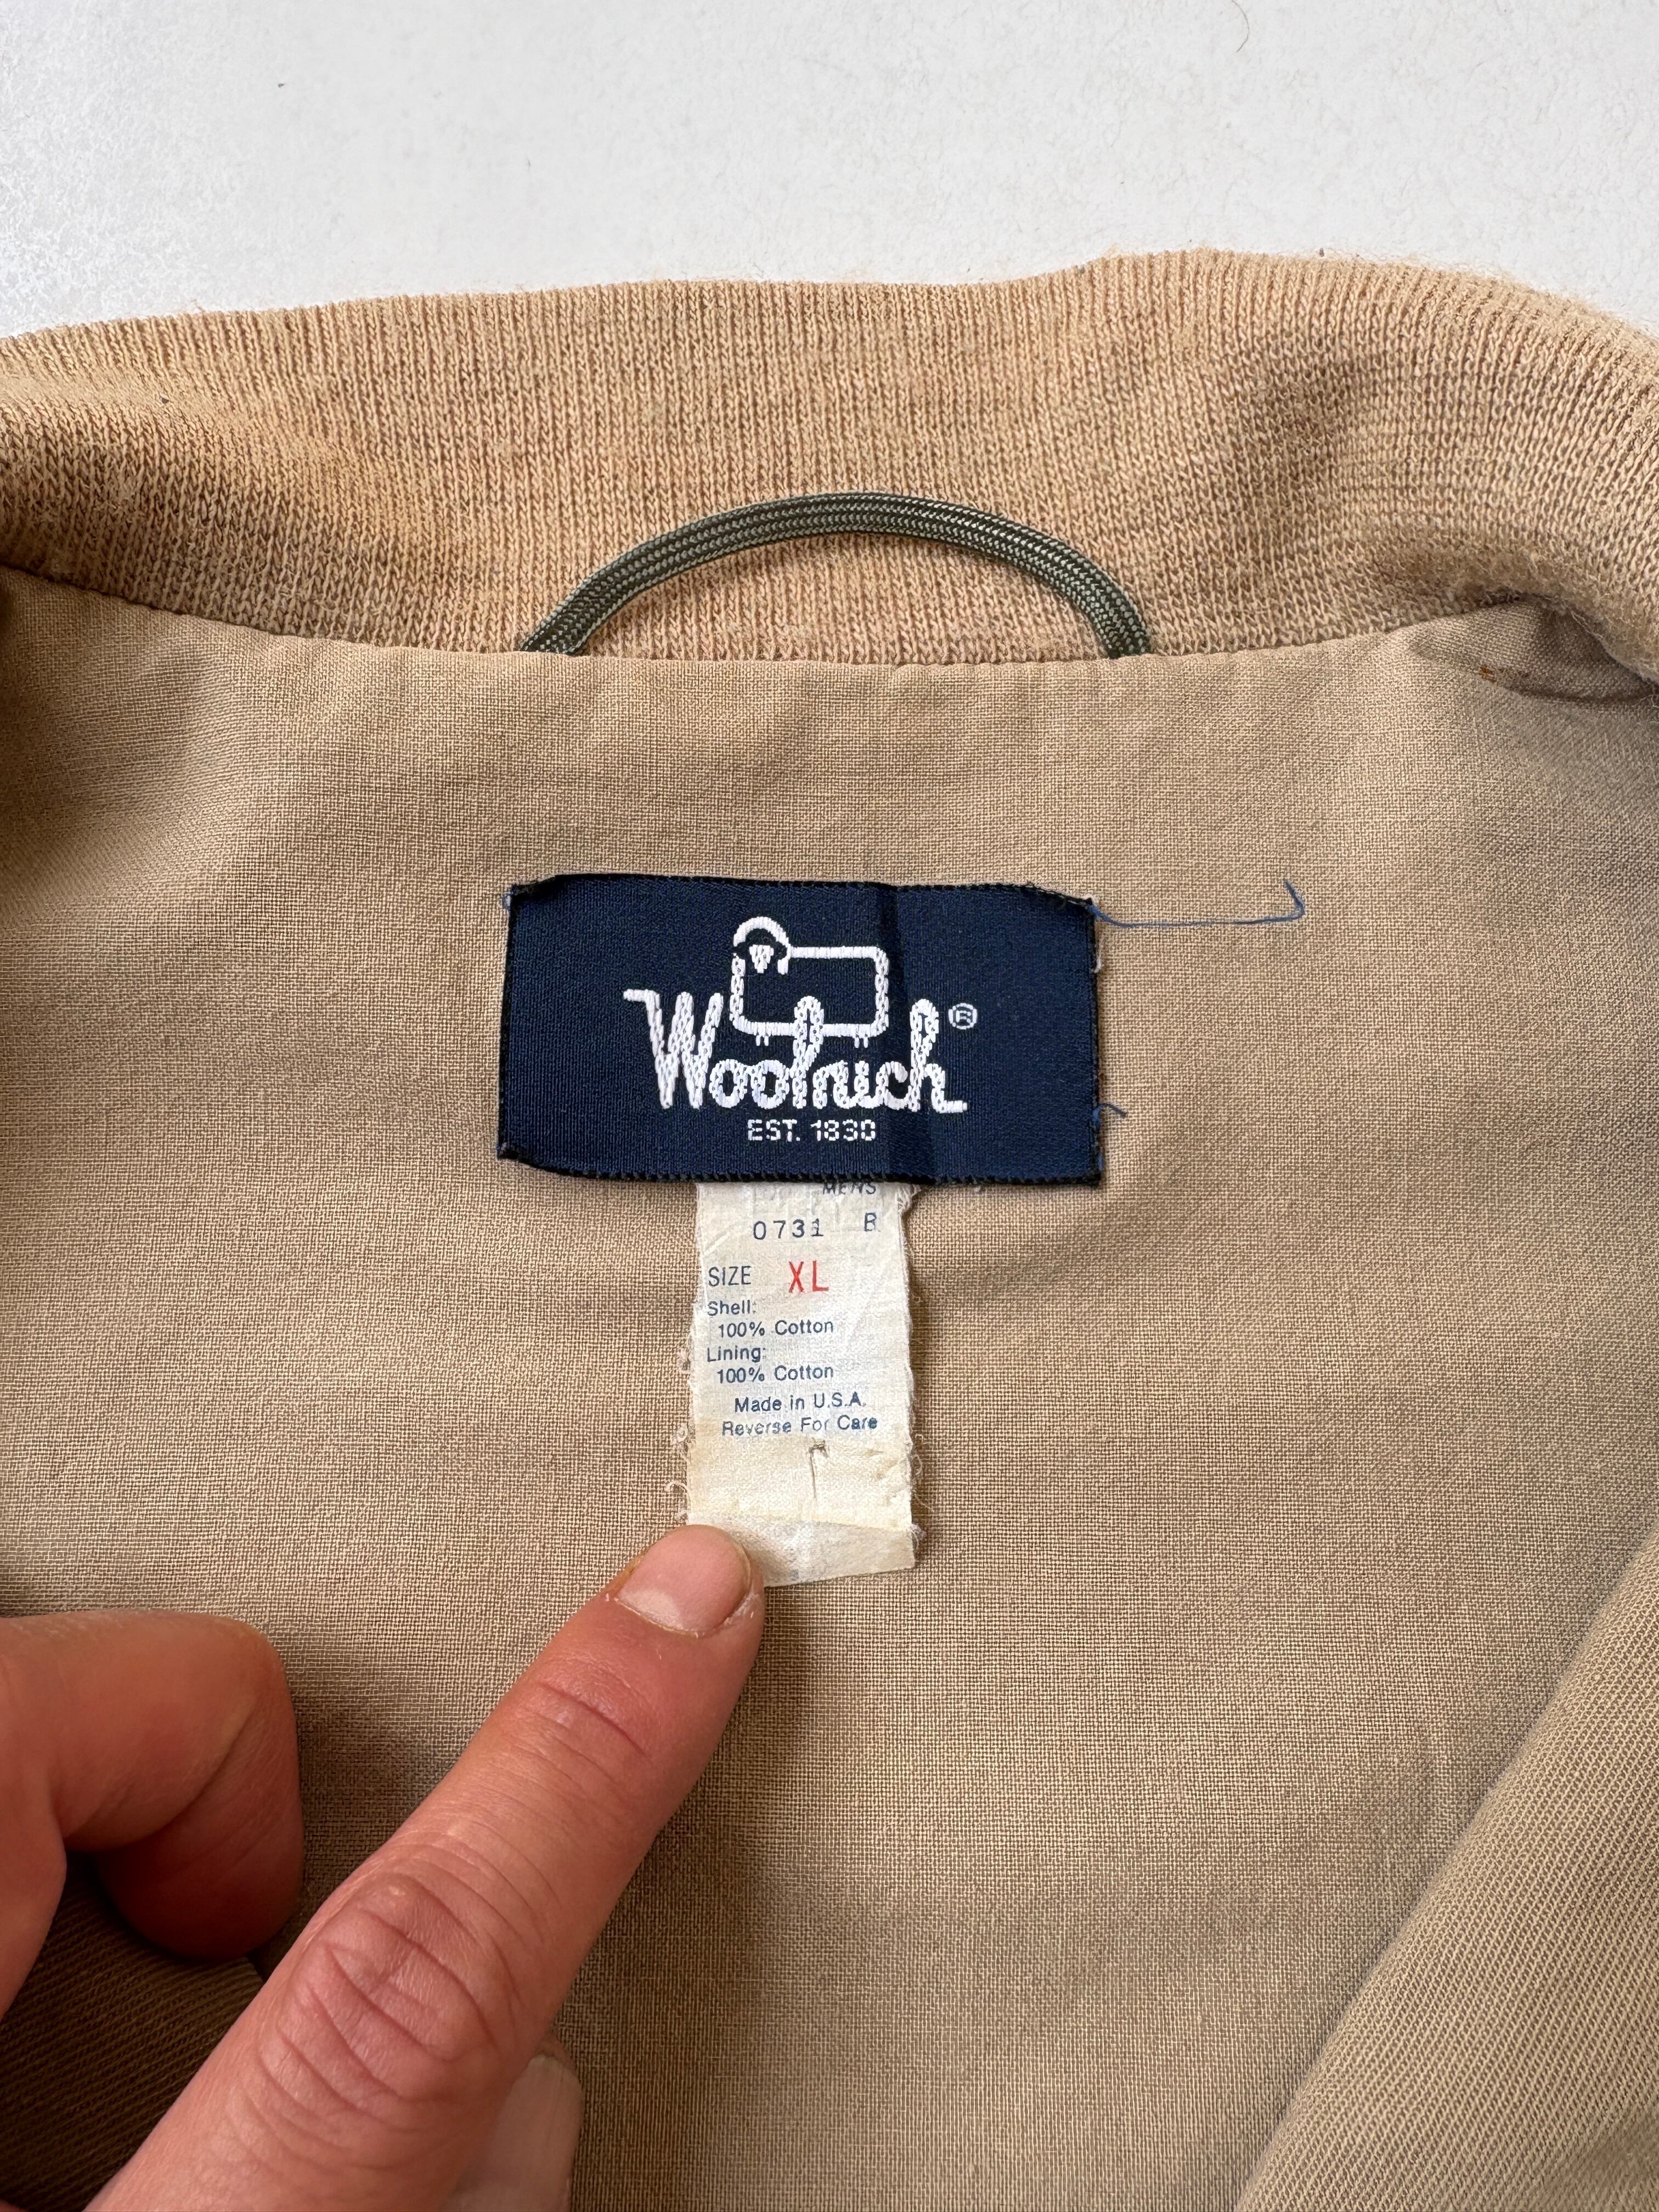 Woolrich®
EST. 1830
MENS
0731 B
SIZE XL
Shell:
100% Cotton
Lining:
100% Cotton
Made in U.S.A.
Reverse For Care